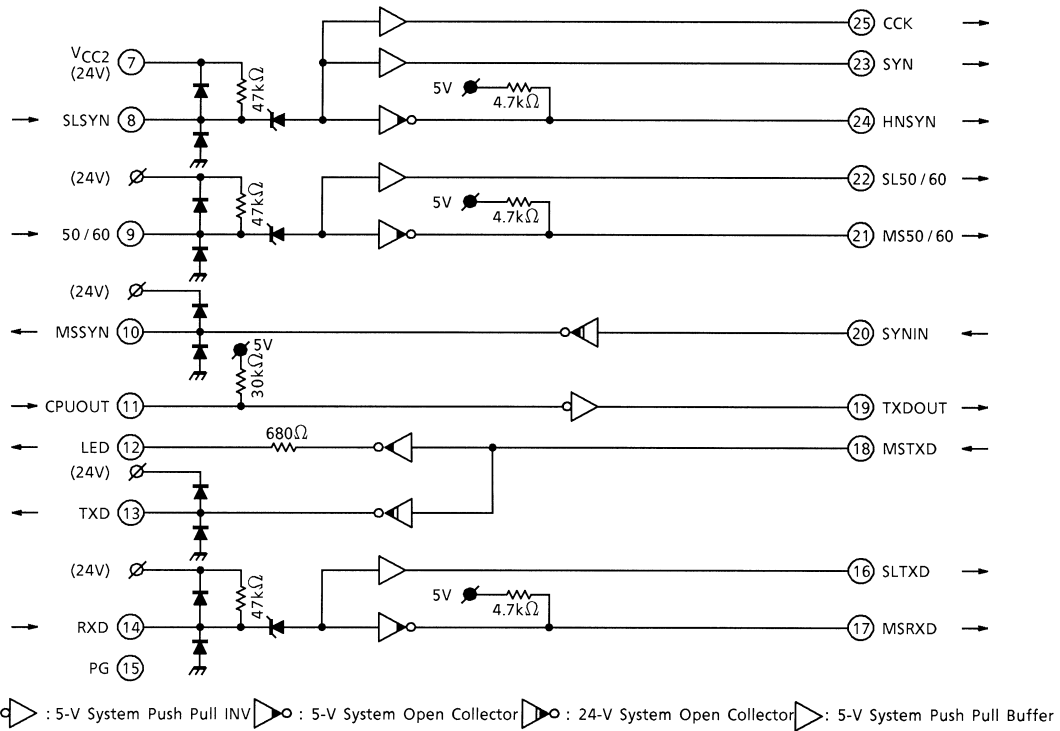 25 CCK
VCC2
(24V) 7
47kΩ
23 SYN
5V
4.7kΩ
SLSYN 8
24 HNSYN
(24V)
47kΩ
22 SL50/60
5V
4.7kΩ
50/60 9
21 MS50/60
(24V)
MSSYN 10
20 SYNIN
5V
30kΩ
CPUOUT 11
19 TXDOUT
680Ω
LED 12
18 MSTXD
(24V)
TXD 13
(24V)
47kΩ
16 SLTXD
5V
4.7kΩ
RXD 14
17 MSRXD
PG 15
: 5-V System Push Pull INV : 5-V System Open Collector : 24-V System Open Collector : 5-V System Push Pull Buffer